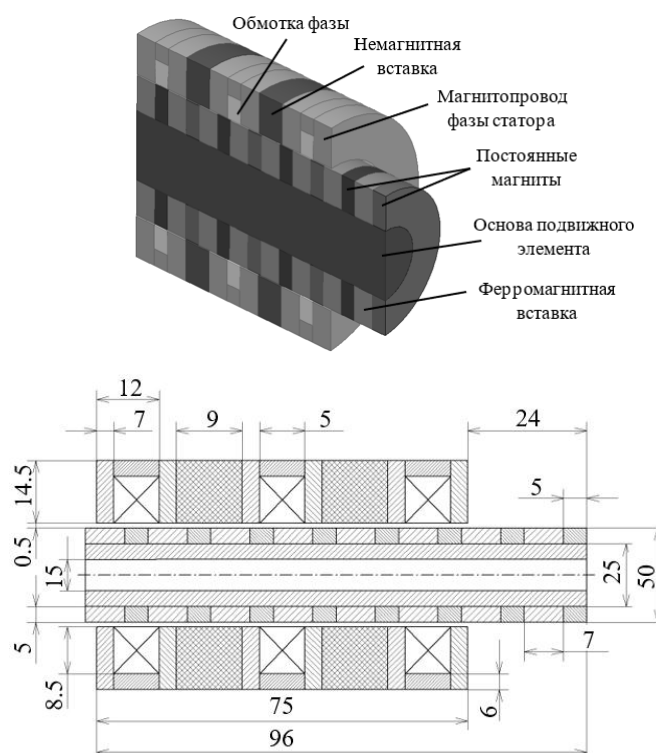 Обмотка фазы
Немагнитная
вставка
Магнитопровод
фазы статора
Постоянные
магниты
Основа подвижного
элемента
Ферромагнитная
вставка
12
7
9
5
24
14.5
5
0.5
15
25
50
5
7
8.5
6
75
96